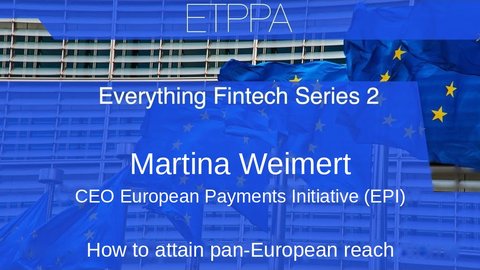 ETPPA
Everything Fintech Series 2
Martina Weimert
CEO European Payments Initiative (EPI)
How to attain pan-European reach